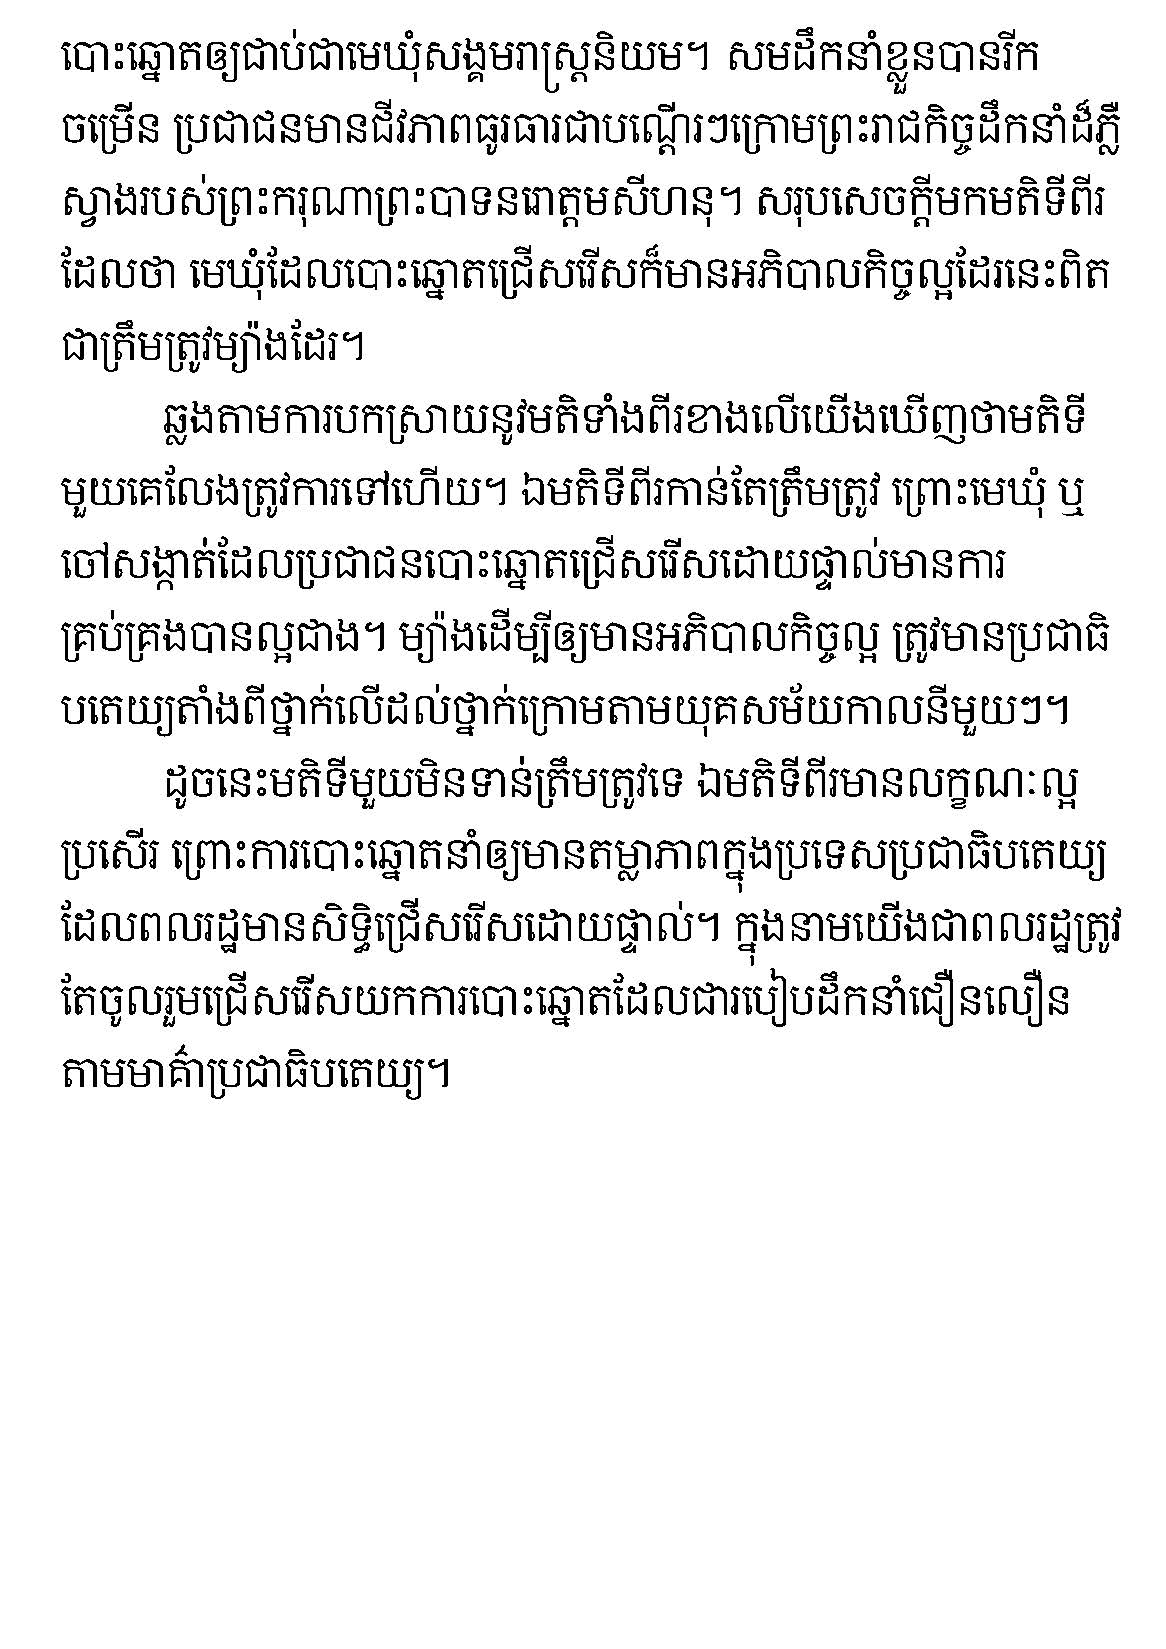 បោះឆ្នោតឲ្យជាប់ជាមេឃុំសង្គមរាស្ត្រនិយម។ សមដឹកនាំខ្លួនបានរីក
ចម្រើន ប្រជាជនមានជីវភាពធូរធារជាបណ្តើរៗក្រោមព្រះរាជកិច្ចដឹកនាំដ៏ភ្លឺ
ស្វាងរបស់ព្រះករុណាព្រះបាទនរោត្តមសីហនុ។ សរុបសេចក្តីមកមតិទីពីរ
ដែលថា មេឃុំដែលបោះឆ្នោតជ្រើសរើសក៏មានអភិបាលកិច្ចល្អដែរនេះពិត
ជាត្រឹមត្រូវម្យ៉ាងដែរ។
ឆ្លងតាមការបកស្រាយនូវមតិទាំងពីរខាងលើយើងឃើញថាមតិទី
មួយគេលែងត្រូវការទៅហើយ។ ឯមតិទីពីរកាន់តែត្រឹមត្រូវ ព្រោះមេឃុំ ឬ
ចៅសង្កាត់ដែលប្រជាជនបោះឆ្នោតជ្រើសរើសដោយផ្ទាល់មានការ
គ្រប់គ្រងបានល្អជាង។ ម្យ៉ាងដើម្បីឲ្យមានអភិបាលកិច្ចល្អ ត្រូវមានប្រជាធិ
បតេយ្យតាំងពីថ្នាក់លើដល់ថ្នាក់ក្រោមតាមយុគសម័យកាលនីមួយៗ។
ដូចនេះមតិទីមួយមិនទាន់ត្រឹមត្រូវទេ ឯមតិទីពីរមានលក្ខណៈល្អ
ប្រសើរ ព្រោះការបោះឆ្នោតនាំឲ្យមានតម្លាភាពក្នុងប្រទេសប្រជាធិបតេយ្យ
ដែលពលរដ្ឋមានសិទ្ធិជ្រើសរើសដោយផ្ទាល់។ ក្នុងនាមយើងជាពលរដ្ឋត្រូវ
តែចូលរួមជ្រើសរើសយកការបោះឆ្នោតដែលជារបៀបដឹកនាំជឿនលឿន
តាមមាគ៌ាប្រជាធិបតេយ្យ។